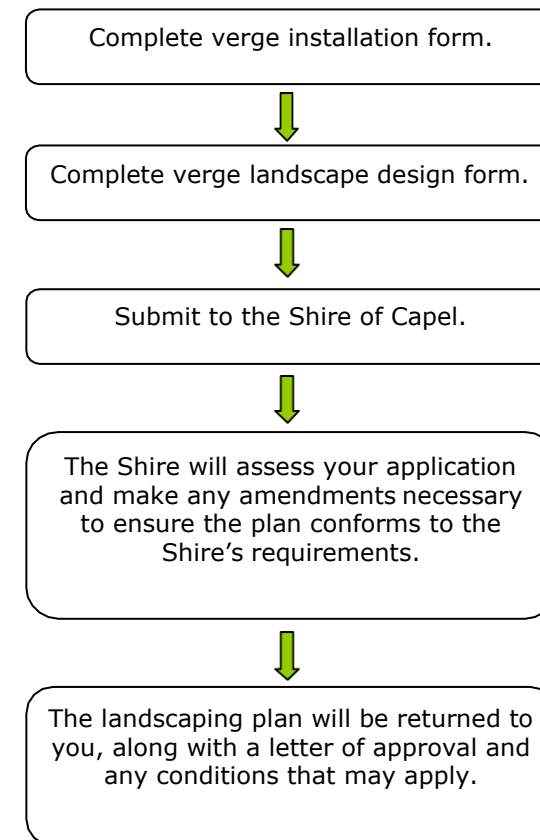 Complete verge installation form.
Complete verge landscape design form.
Submit to the Shire of Capel.
The Shire will assess your application
and make any amendments necessary
to ensure the plan conforms to the
Shire’s requirements.
The landscaping plan will be returned to
you, along with a letter of approval and
any conditions that may apply.